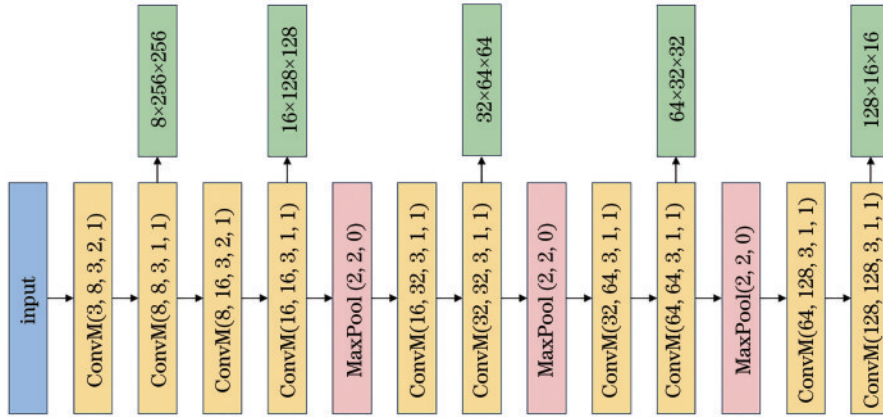 input
ConvM(3, 8, 3, 2, 1)
ConvM(8, 8, 3, 1, 1)
8×256×256
ConvM(8, 16, 3, 2, 1)
ConvM(16, 16, 3, 1, 1)
16×128×128
MaxPool (2, 2, 0)
ConvM(16, 32, 3, 1, 1)
ConvM(32, 32, 3, 1, 1)
32×64×64
MaxPool (2, 2, 0)
ConvM(32, 64, 3, 1, 1)
ConvM(64, 64, 3, 1, 1)
64×32×32
MaxPool(2, 2, 0)
ConvM(64, 128, 3, 1, 1)
ConvM(128, 128, 3, 1, 1)
128×16×16